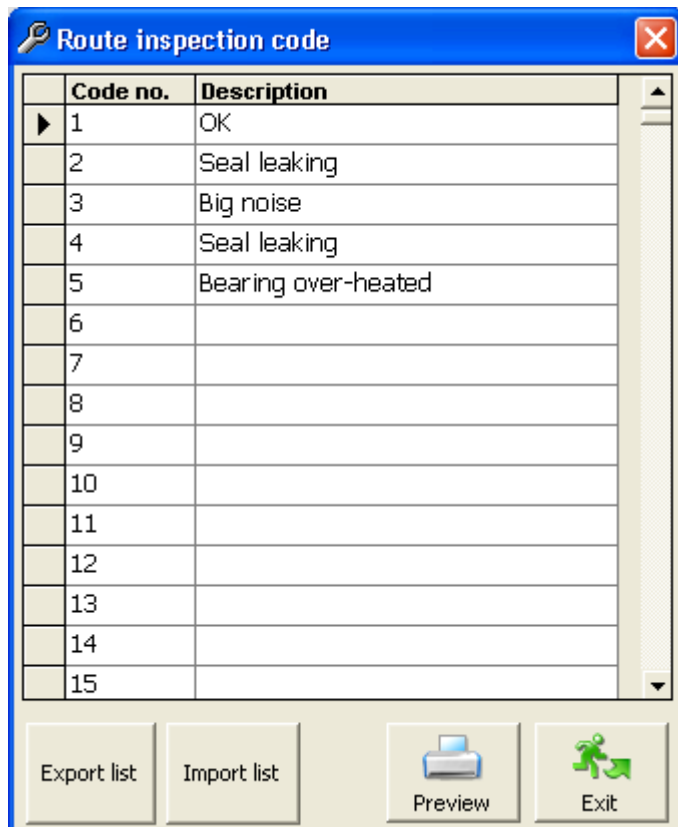 Route inspection code
Code no. Description
1 OK
2 Seal leaking
3 Big noise
4 Seal leaking
5 Bearing over-heated
6
7
8
9
10
11
12
13
14
15
Export list Import list Preview Exit